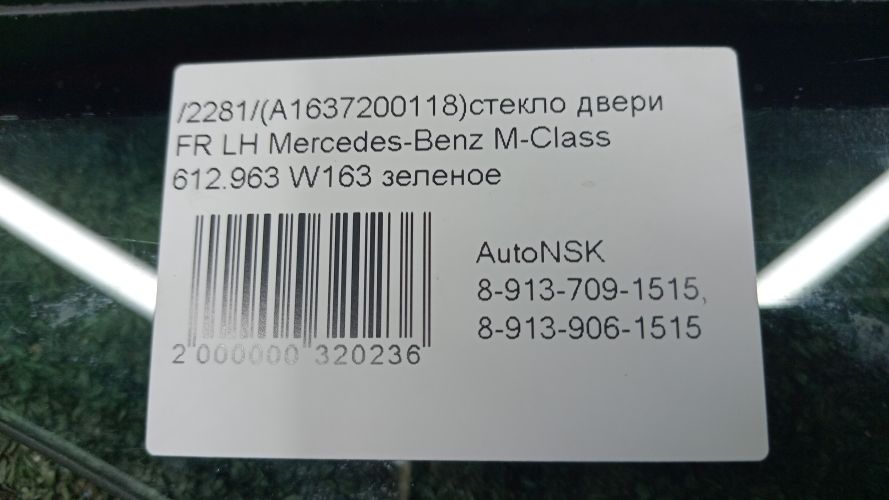 /2281/(A1637200118)стекло двери
FR LH Mercedes-Benz M-Class
612.963 W163 зеленое
AutoNSK
8-913-709-1515,
8-913-906-1515
2 000000 320236